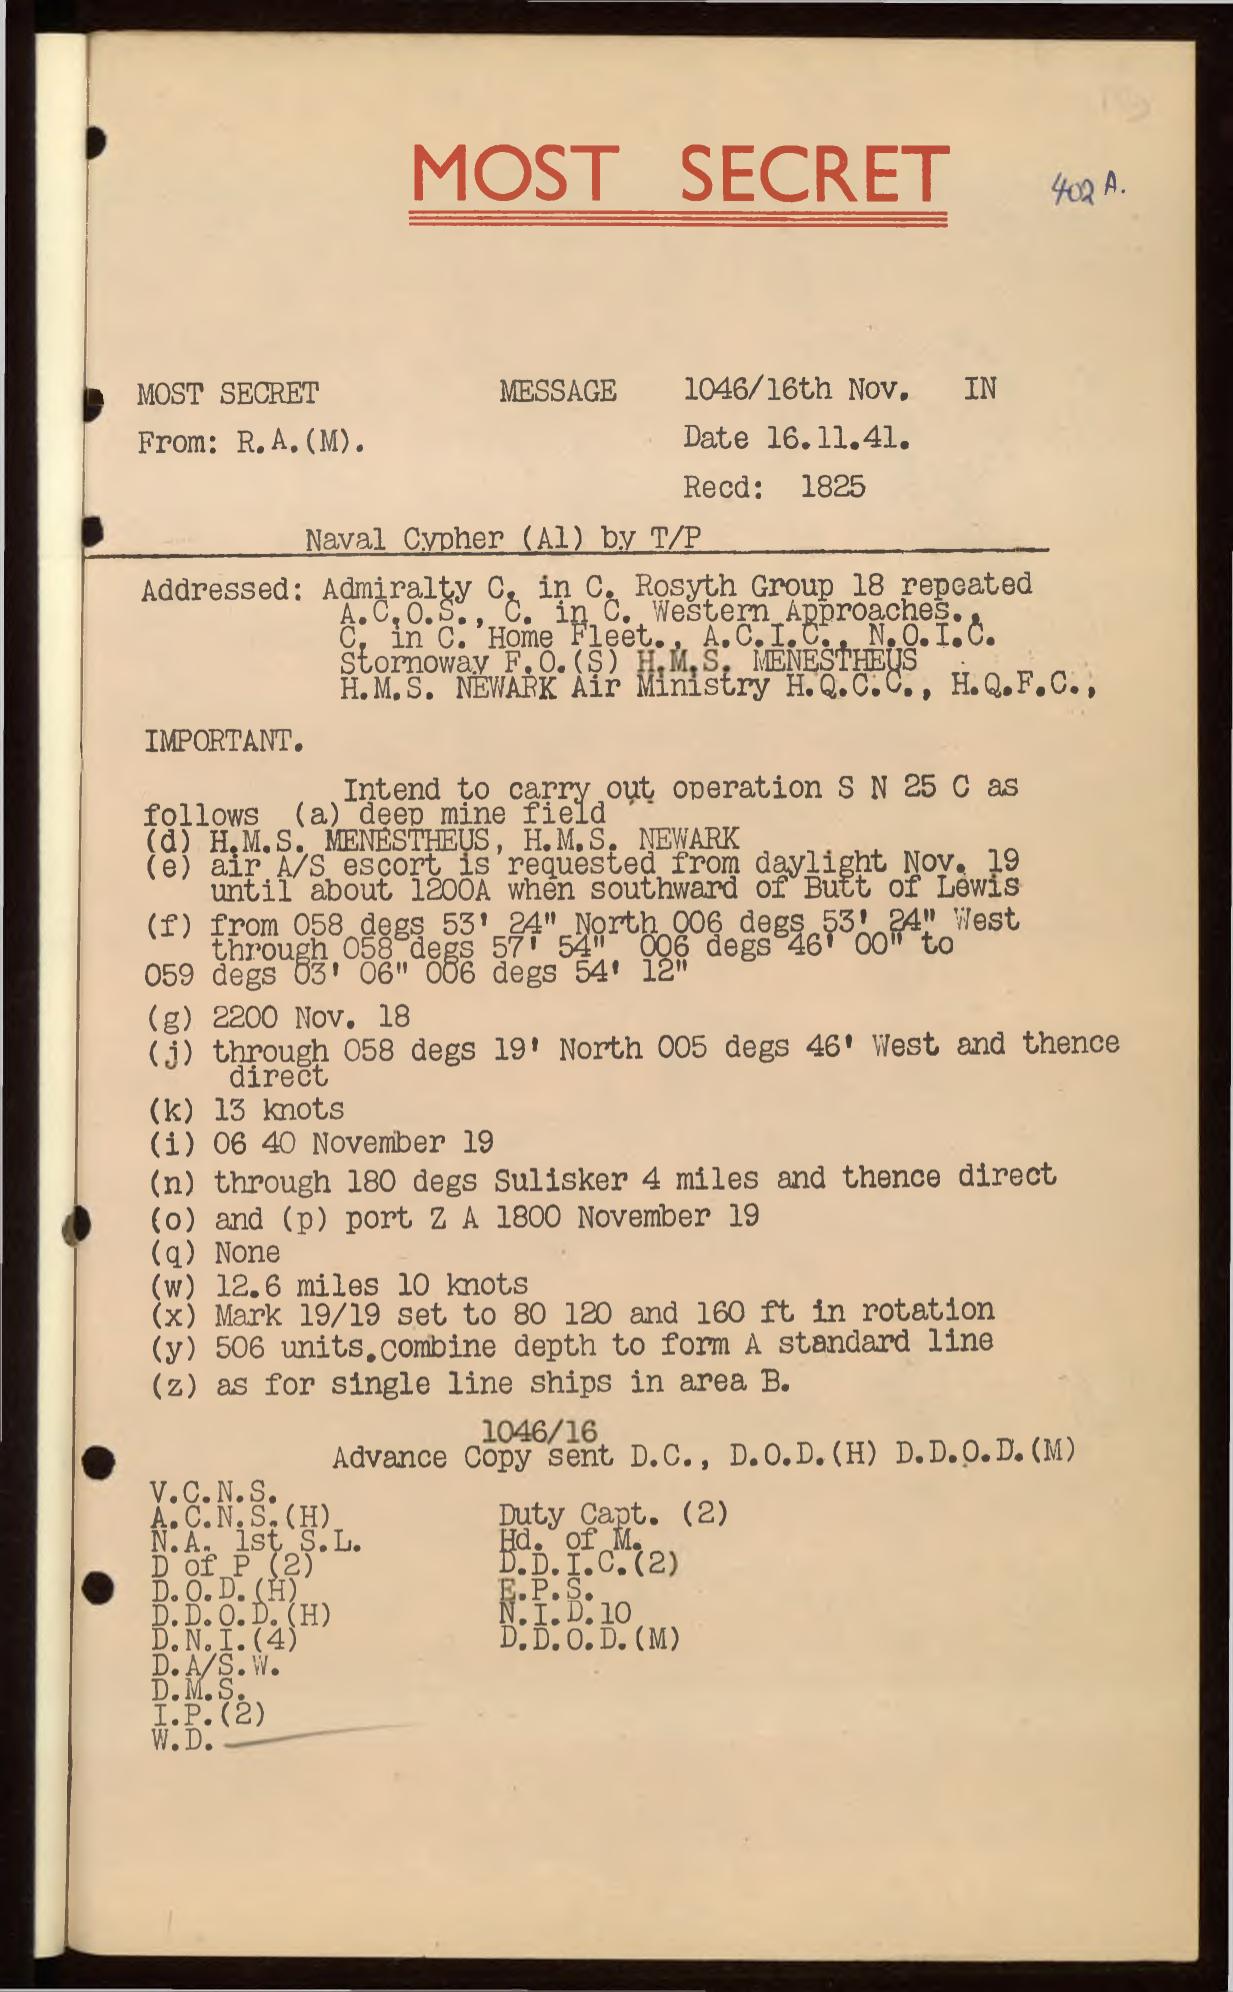 MOST SECRET
402 A.
MOST SECRET MESSAGE 1046/16th Nov. IN
From: R.A.(M). Date 16.11.41.
Recd: 1825
Naval Cypher (Al) by T/P
Addressed: Admiralty C. in C. Rosyth Group 18 repeated
A.C.O.S., C. in C. Western Approaches.,
C. in C. Home Fleet., A.C.I.C., N.O.I.C.
Stornoway F.O.(S) H.M.S. MENESTHEUS
H.M.S. NEWARK Air Ministry H.Q.C.C., H.Q.F.C.,
IMPORTANT.
Intend to carry out operation S N 25 C as
follows (a) deep mine field
(d) H.M.S. MENESTHEUS, H.M.S. NEWARK
(e) air A/S escort is requested from daylight Nov. 19
until about 1200A when southward of Butt of Lewis
(f) from 058 degs 53' 24" North 006 degs 53' 24" West
through 058 degs 57' 54" 006 degs 46' 00" to
059 degs 03' 06" 006 degs 54' 12"
(g) 2200 Nov. 18
(j) through 058 degs 19' North 005 degs 46' West and thence
direct
(k) 13 knots
(i) 06 40 November 19
(n) through 180 degs Sulisker 4 miles and thence direct
(o) and (p) port Z A 1800 November 19
(q) None
(w) 12.6 miles 10 knots
(x) Mark 19/19 set to 80 120 and 160 ft in rotation
(y) 506 units.combine depth to form A standard line
(z) as for single line ships in area B.
1046/16
Advance Copy sent D.C., D.O.D.(H) D.D.O.D.(M)
V.C.N.S.
A.C.N.S.(H) Duty Capt. (2)
N.A. 1st S.L. Hd. of M.
D of P (2) D.D.I.C.(2)
D.O.D.(H) E.P.S.
D.D.O.D.(H) N.I.D.10
D.N.I.(4) D.D.O.D.(M)
D.A/S.W.
D.M.S.
I.P.(2)
W.D.